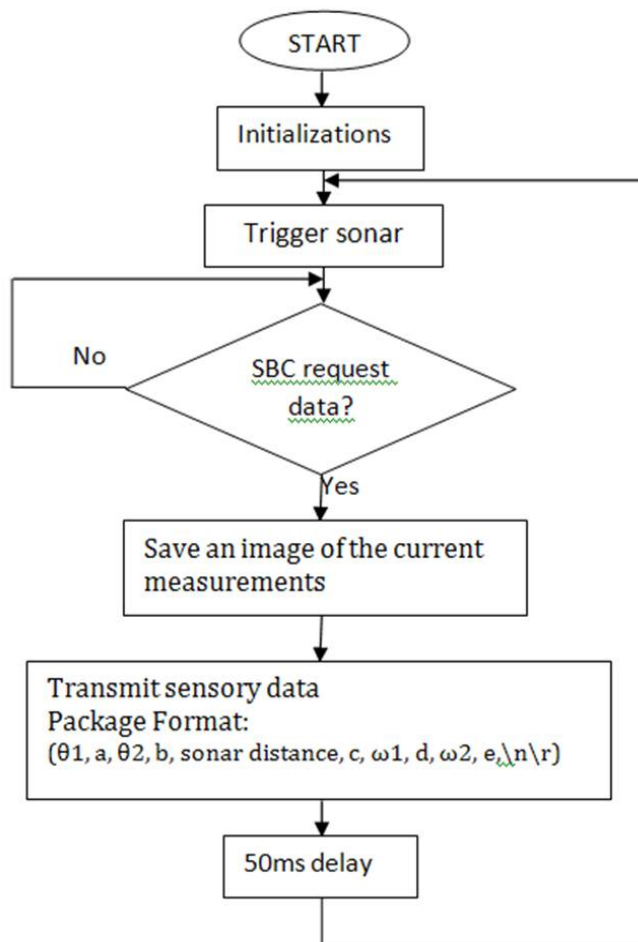 START
Initializations
Trigger sonar
No
SBC request
data?
Yes
Save an image of the current
measurements
Transmit sensory data
Package Format:
(θ1, a, θ2, b, sonar distance, c, ω1, d, ω2, e,\n\r)
50ms delay